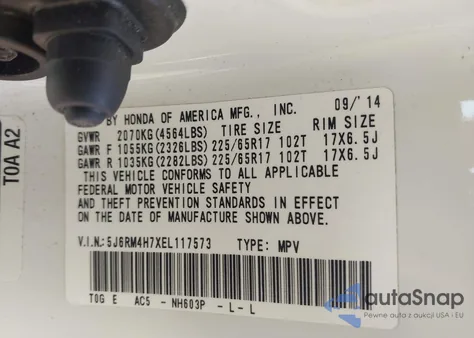 BY HONDA OF AMERICA MFG., INC. 09/'14
GVWR 2070KG(4564LBS) TIRE SIZE RIM SIZE
GAWR F 1055KG(2326LBS) 225/65R17 102T 17X6.5J
GAWR R 1035KG(2282LBS) 225/65R17 102T 17X6.5J
THIS VEHICLE CONFORMS TO ALL APPLICABLE
FEDERAL MOTOR VEHICLE SAFETY
AND THEFT PREVENTION STANDARDS IN EFFECT
ON THE DATE OF MANUFACTURE SHOWN ABOVE.
V.I.N.: 5J6RM4H7XEL117573 TYPE: MPV
TOG E AC5 - NH603P - L - L
TOA A2
autaSnap
Pewne auta z USA i EU